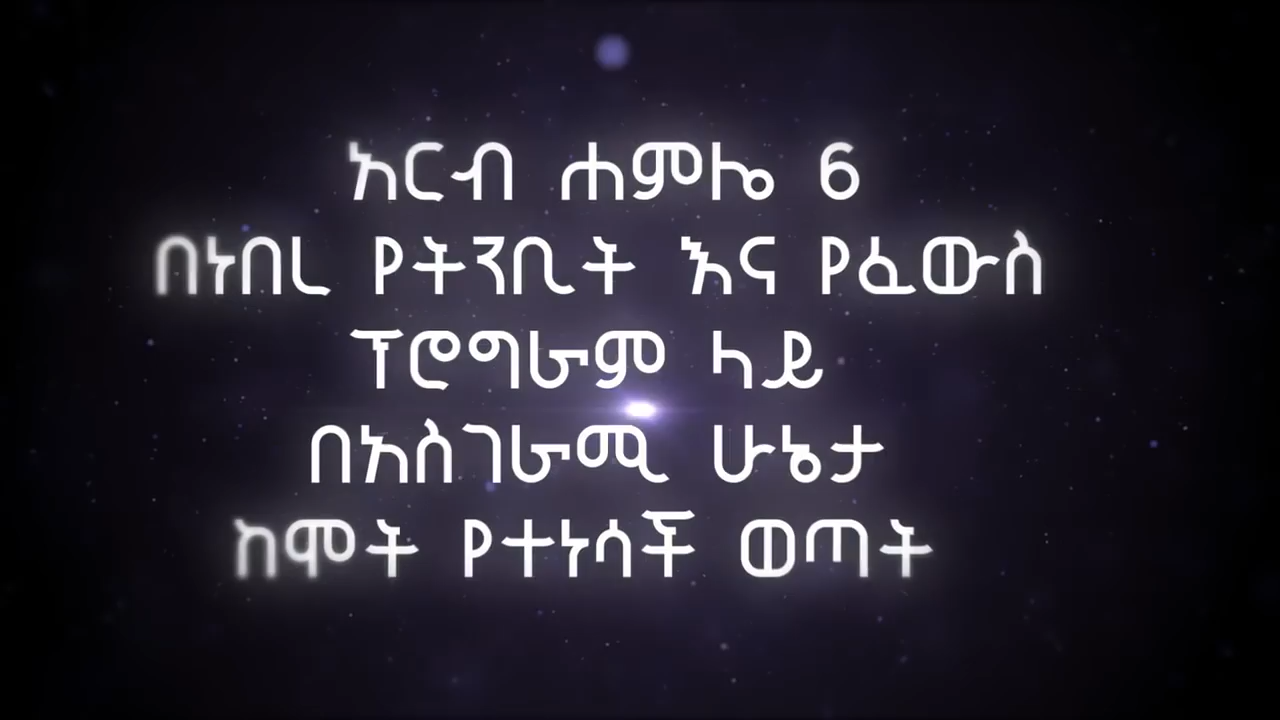 አርብ ሐምሌ 6
በነበረ የትንቢት እና የፈውስ
ፕሮግራም ላይ
በአስገራሚ ሁኔታ
ከሞት የተነሳች ወጣት